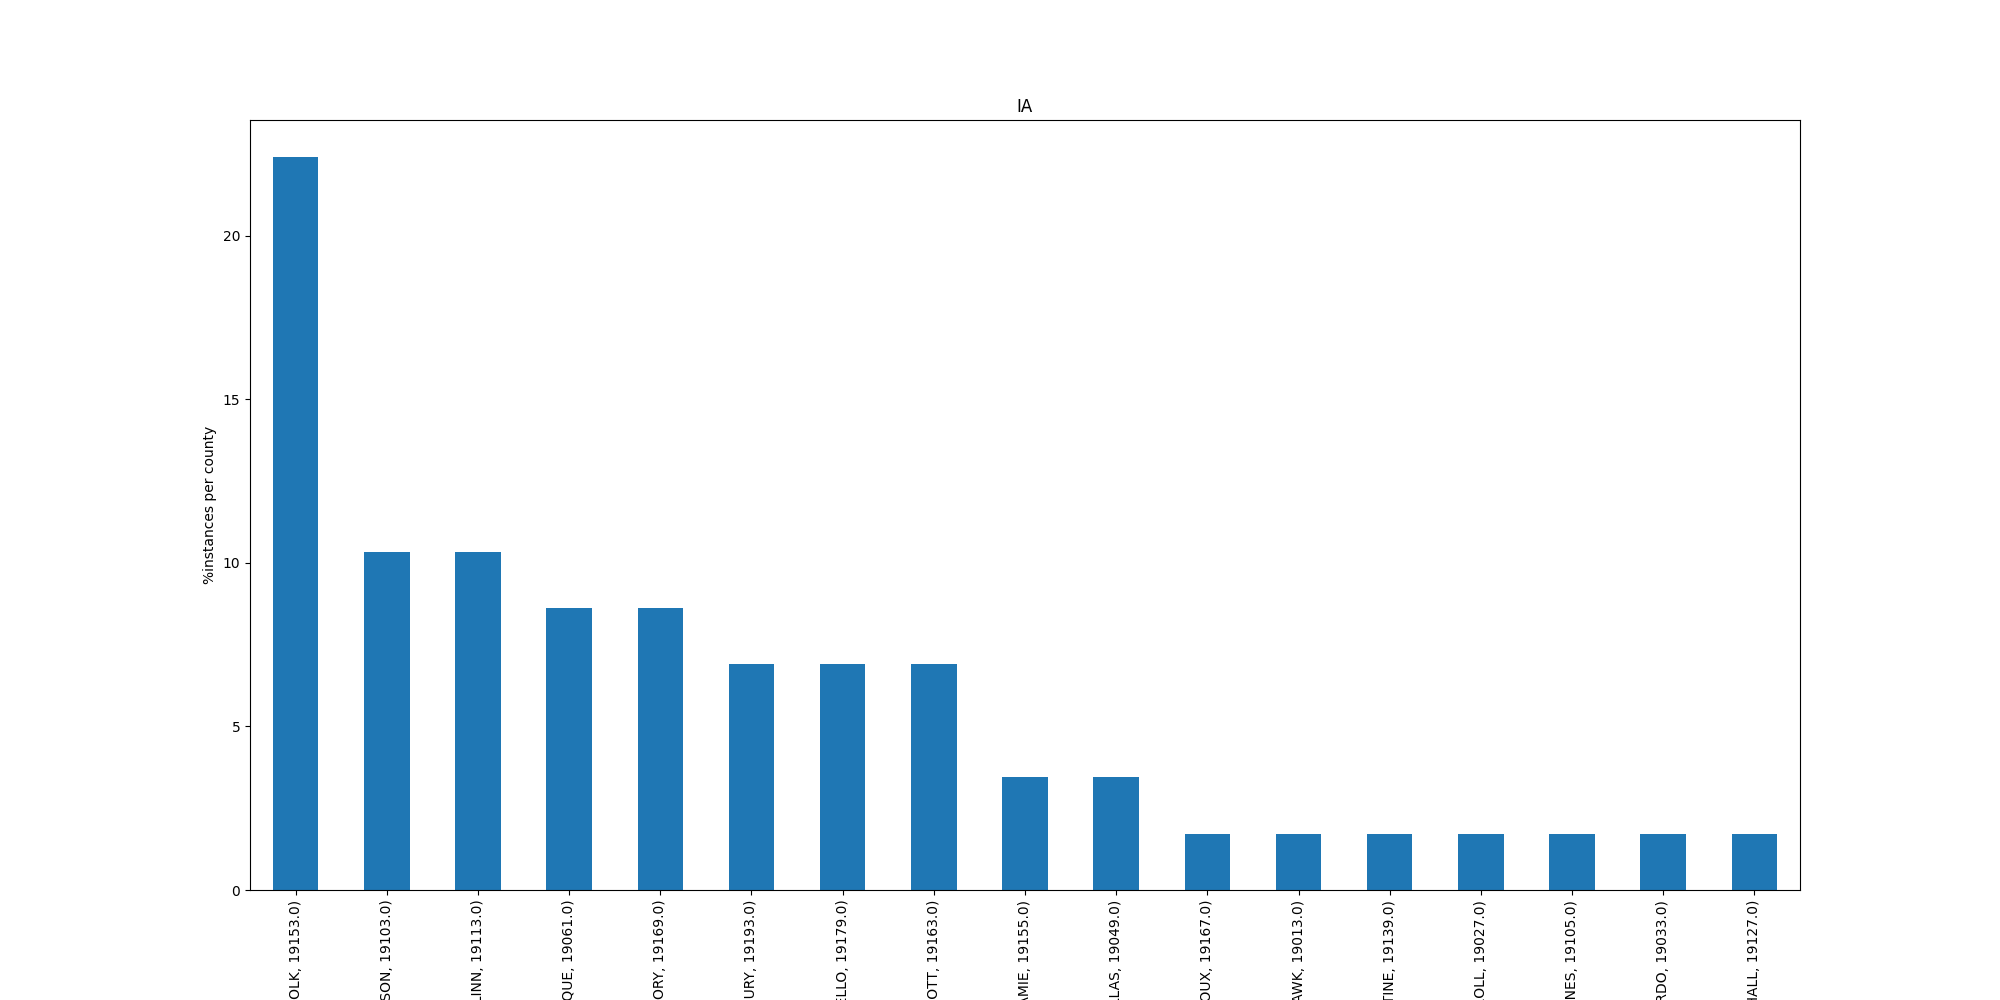 IA
%instances per county
20
15
10
5
0
OLK, 19153.0)
SON, 19103.0)
LINN, 19113.0)
QUE, 19061.0)
ORY, 19169.0)
URY, 19193.0)
ELLO, 19179.0)
OTT, 19163.0)
AMIE, 19155.0)
LAS, 19049.0)
OUX, 19167.0)
AWK, 19013.0)
TINE, 19139.0)
OLL, 19027.0)
NES, 19105.0)
RDO, 19033.0)
HALL, 19127.0)